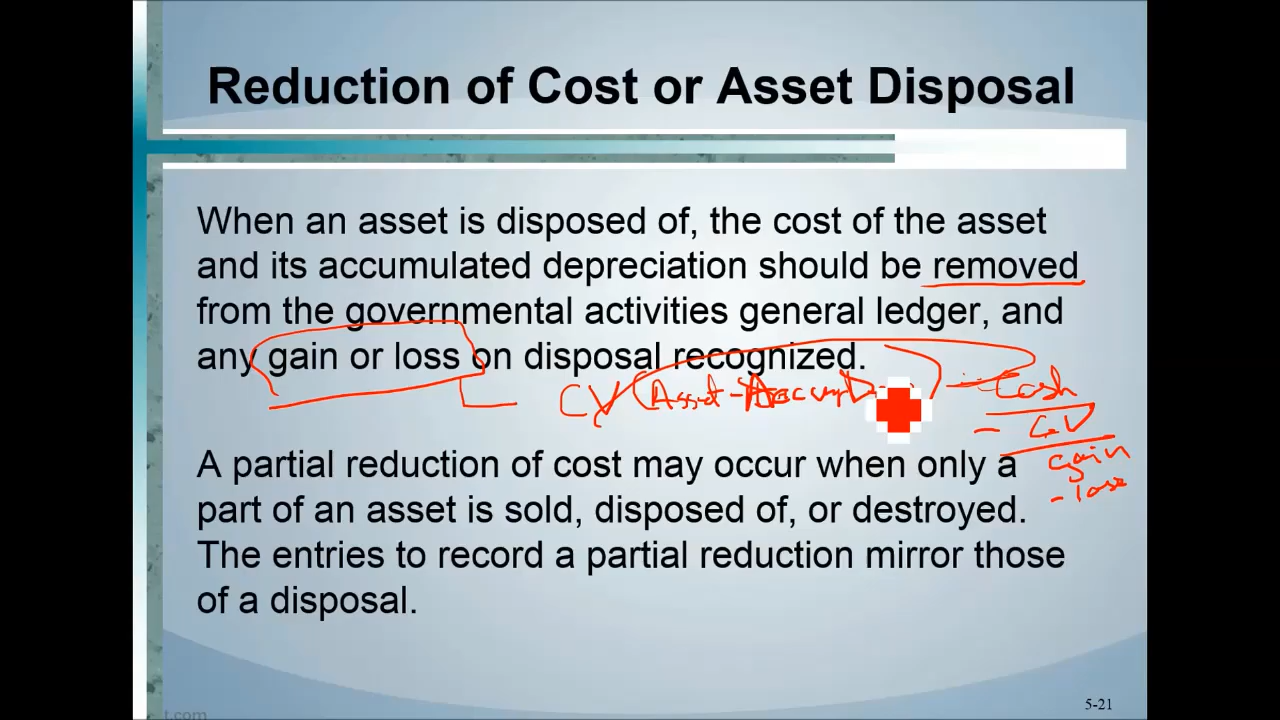 Reduction of Cost or Asset Disposal
When an asset is disposed of, the cost of the asset
and its accumulated depreciation should be removed
from the governmental activities general ledger, and
any gain or loss on disposal recognized.
CV (Asset - Accum Cash
- CV
gain
- loss
A partial reduction of cost may occur when only a
part of an asset is sold, disposed of, or destroyed.
The entries to record a partial reduction mirror those
of a disposal.
5-21
t.com